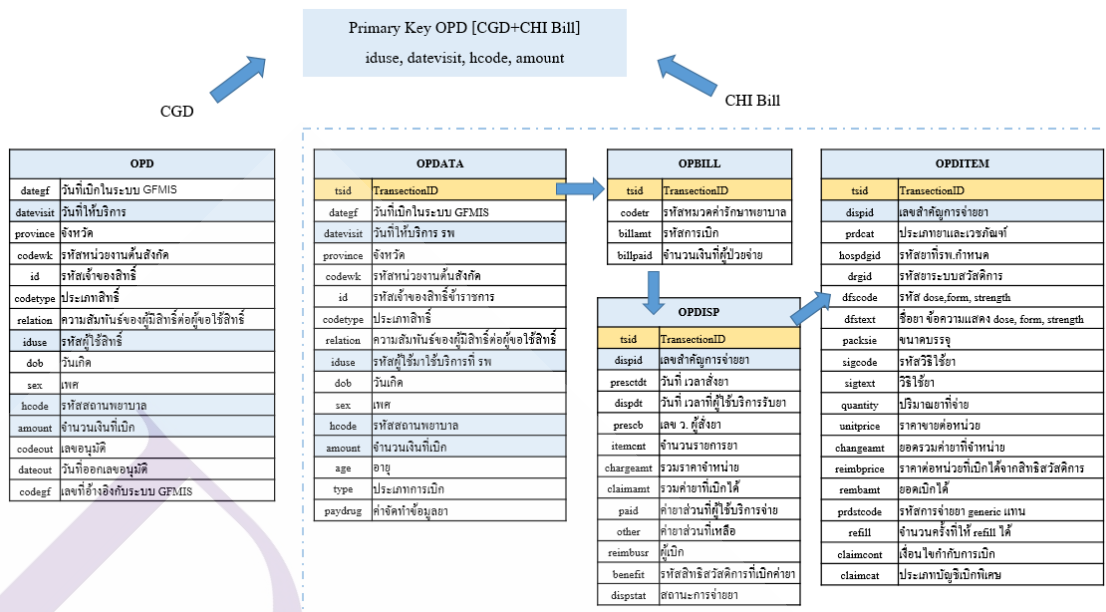 Primary Key OPD [CGD+CHI Bill]
iduse, datevisit, hcode, amount
CGD
CHI Bill
OPD
dategf วันที่เบิกในระบบ GFMIS
datevisit วันที่ให้บริการ
province จังหวัด
codewk รหัสหน่วยงานต้นสังกัด
id รหัสเจ้าของสิทธิ์
codetype ประเภทสิทธิ์
relation ความสัมพันธ์ของผู้มีสิทธิ์ต่อผู้ขอใช้สิทธิ์
iduse รหัสผู้ใช้สิทธิ์
dob วันเกิด
sex เพศ
hcode รหัสสถานพยาบาล
amount จำนวนเงินที่เบิก
codeout เลขอนุมัติ
dateout วันที่ออกเลขอนุมัติ
codegf เลขที่อ้างอิงกับระบบ GFMIS
OPDATA
tsid TransectionID
dategf วันที่เบิกในระบบ GFMIS
datevisit วันที่ให้บริการ รพ
province จังหวัด
codewk รหัสหน่วยงานต้นสังกัด
id รหัสเจ้าของสิทธิ์ข้าราชการ
codetype ประเภทสิทธิ์
relation ความสัมพันธ์ของผู้มีสิทธิ์ต่อผู้ขอใช้สิทธิ์
iduse รหัสผู้ใช้มาใช้บริการที่ รพ
dob วันเกิด
sex เพศ
hcode รหัสสถานพยาบาล
amount จำนวนเงินที่เบิก
age อายุ
type ประเภทการเบิก
paydrug ค่าจัดทำข้อมูลยา
OPBILL
tsid TransectionID
codetr รหัสหมวดค่ารักษาพยาบาล
billamt รหัสการเบิก
billpaid จำนวนเงินที่ผู้ป่วยจ่าย
OPDISP
tsid TransectionID
dispid เลขสำคัญการจ่ายยา
presctdt วันที่ เวลาสั่งยา
dispdt วันที่ เวลาที่ผู้ใช้บริการรับยา
prescb เลข ว. ผู้สั่งยา
itemcnt จำนวนรายการยา
chargeamt รวมราคาจำหน่าย
claimamt รวมค่ายาที่เบิกได้
paid ค่ายาส่วนที่ผู้ใช้บริการจ่าย
other ค่ายาส่วนที่เหลือ
reimbusr ผู้เบิก
benefit รหัสสิทธิสวัสดิการที่เบิกค่ายา
dispstat สถานะการจ่ายยา
OPDITEM
tsid TransectionID
dispid เลขสำคัญการจ่ายยา
prdcat ประเภทยาและเวชภัณฑ์
hospdgid รหัสยาที่รพ.กำหนด
drgid รหัสยาระบบสวัสดิการ
dfscode รหัส dose,form, strength
dfstext ชื่อยา ข้อความแสดง dose, form, strength
packsie ขนาดบรรจุ
sigcode รหัสวิธีใช้ยา
sigtext วิธีใช้ยา
quantity ปริมาณยาที่จ่าย
unitprice ราคาขายต่อหน่วย
changeamt ยอดรวมค่ายาที่จำหน่าย
reimbprice ราคาต่อหน่วยที่เบิกได้จากสิทธิสวัสดิการ
rembamt ยอดเบิกได้
prdstcode รหัสการจ่ายยา generic แทน
refill จำนวนครั้งที่ให้ refill ได้
claimcont เงื่อนไขกำกับการเบิก
claimcat ประเภทบัญชีเบิกพิเศษ